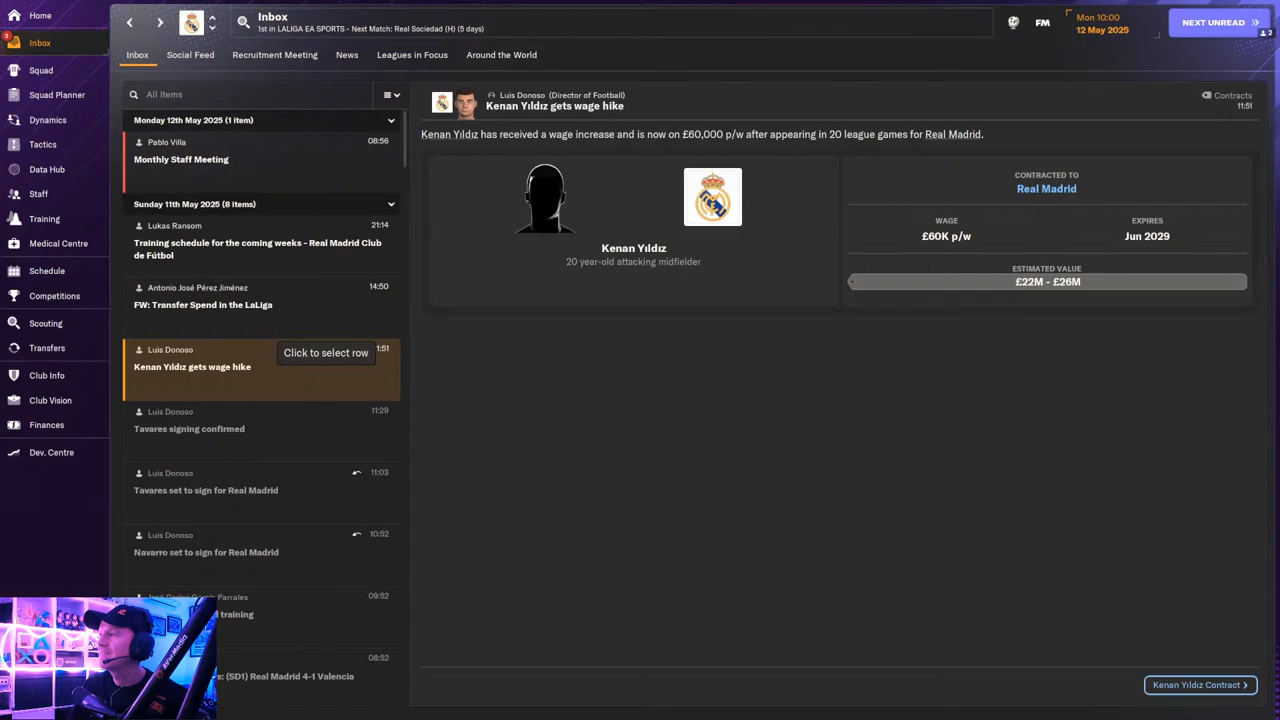 Home
Inbox
3
Squad
Squad Planner
Dynamics
Tactics
Data Hub
Staff
Training
Medical Centre
Schedule
Competitions
Scouting
Transfers
Club Info
Club Vision
Finances
Dev. Centre
Inbox
1st in LALIGA EA SPORTS - Next Match: Real Sociedad (H) (5 days)
FM
Mon 10:00
12 May 2025
NEXT UNREAD
2
Inbox
Social Feed
Recruitment Meeting
News
Leagues in Focus
Around the World
All Items
Monday 12th May 2025 (1 item)
Pablo Villa 08:56
Monthly Staff Meeting
Sunday 11th May 2025 (8 items)
Lukas Ransom 21:14
Training schedule for the coming weeks - Real Madrid Club
de Fútbol
Antonio José Pérez Jiménez 14:50
FW: Transfer Spend in the LaLiga
Luis Donoso 1:51
Click to select row
Kenan Yıldız gets wage hike
Luis Donoso 11:29
Tavares signing confirmed
Luis Donoso 11:03
Tavares set to sign for Real Madrid
Luis Donoso 10:52
Navarro set to sign for Real Madrid
Parrales 09:52
training
08:52
(SD1) Real Madrid 4-1 Valencia
Luis Donoso (Director of Football)
Kenan Yıldız gets wage hike
Contracts
11:51
Kenan Yıldız has received a wage increase and is now on £60,000 p/w after appearing in 20 league games for Real Madrid.
Kenan Yıldız
20 year-old attacking midfielder
CONTRACTED TO
Real Madrid
WAGE
£60K p/w
EXPIRES
Jun 2029
ESTIMATED VALUE
£22M - £26M
Kenan Yıldız Contract
AVerMedia